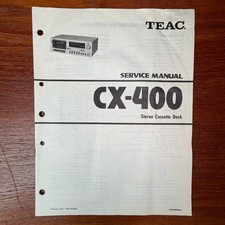 TEAC
SERVICE MANUAL
CX-400
Stereo Cassette Deck